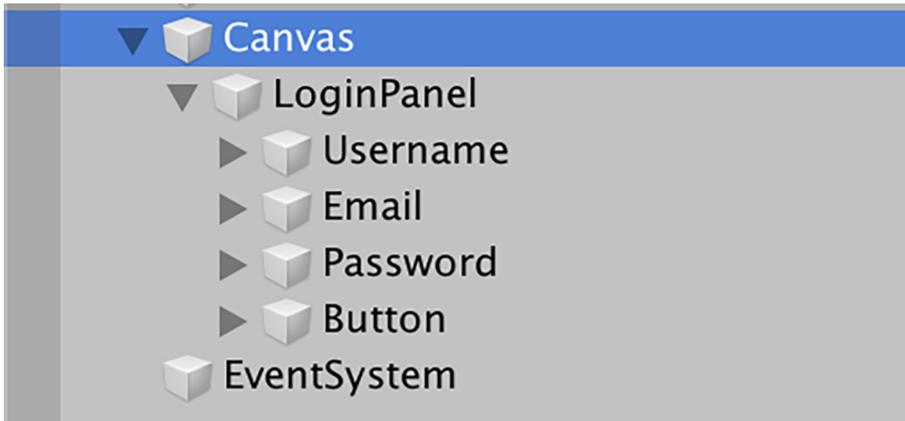 Canvas
LoginPanel
Username
Email
Password
Button
EventSystem